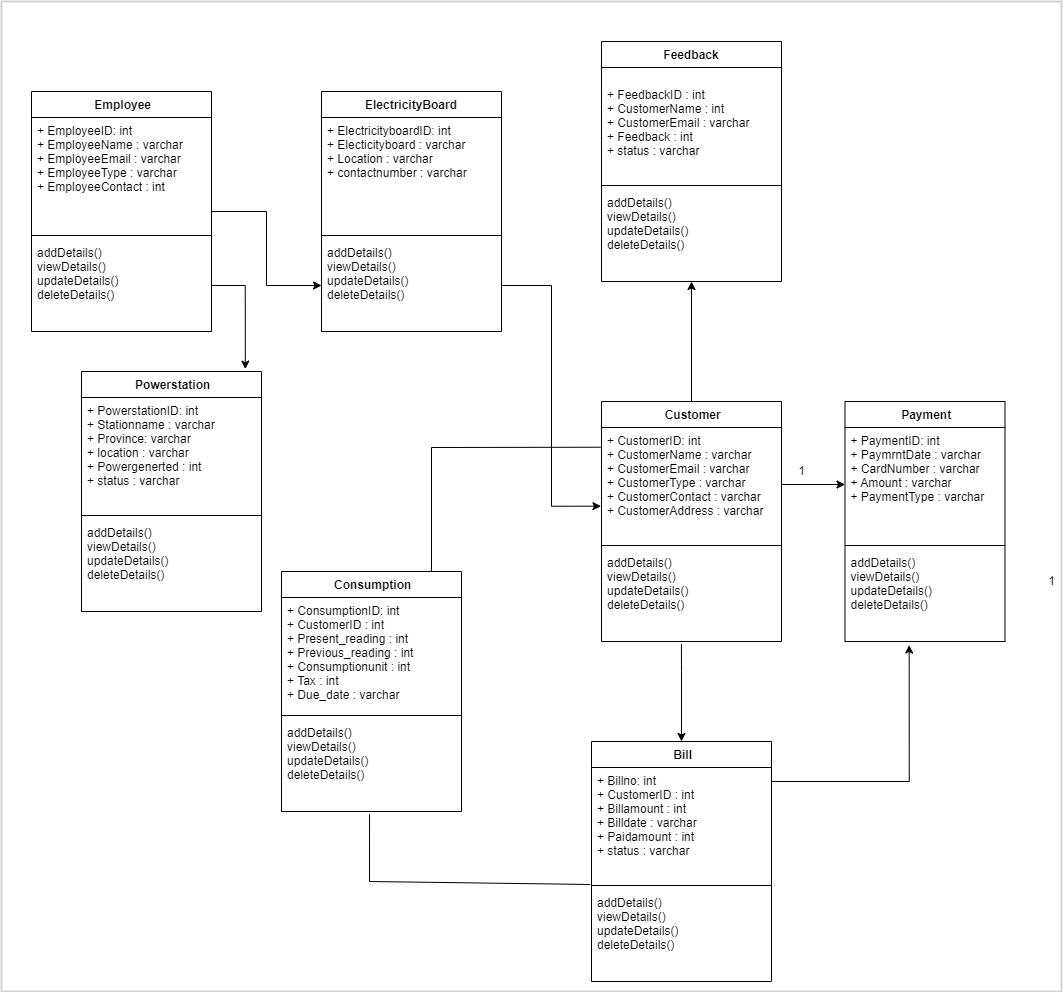 Feedback
+ FeedbackID : int
+ CustomerName : int
+ CustomerEmail : varchar
+ Feedback : int
+ status : varchar
addDetails()
viewDetails()
updateDetails()
deleteDetails()
Employee
+ EmployeeID: int
+ EmployeeName : varchar
+ EmployeeEmail : varchar
+ EmployeeType : varchar
+ EmployeeContact : int
addDetails()
viewDetails()
updateDetails()
deleteDetails()
ElectricityBoard
+ ElectricityboardID: int
+ Electicityboard : varchar
+ Location : varchar
+ contactnumber : varchar
addDetails()
viewDetails()
updateDetails()
deleteDetails()
Powerstation
+ PowerstationID: int
+ Stationname : varchar
+ Province: varchar
+ location : varchar
+ Powergenerted : int
+ status : varchar
addDetails()
viewDetails()
updateDetails()
deleteDetails()
Customer
+ CustomerID: int
+ CustomerName : varchar
+ CustomerEmail : varchar
+ CustomerType : varchar
+ CustomerContact : varchar
+ CustomerAddress : varchar
addDetails()
viewDetails()
updateDetails()
deleteDetails()
1
Payment
+ PaymentID: int
+ PaymrntDate : varchar
+ CardNumber : varchar
+ Amount : varchar
+ PaymentType : varchar
addDetails()
viewDetails()
updateDetails()
deleteDetails()
1
Consumption
+ ConsumptionID: int
+ CustomerID : int
+ Present_reading : int
+ Previous_reading : int
+ Consumptionunit : int
+ Tax : int
+ Due_date : varchar
addDetails()
viewDetails()
updateDetails()
deleteDetails()
Bill
+ Billno: int
+ CustomerID : int
+ Billamount : int
+ Billdate : varchar
+ Paidamount : int
+ status : varchar
addDetails()
viewDetails()
updateDetails()
deleteDetails()